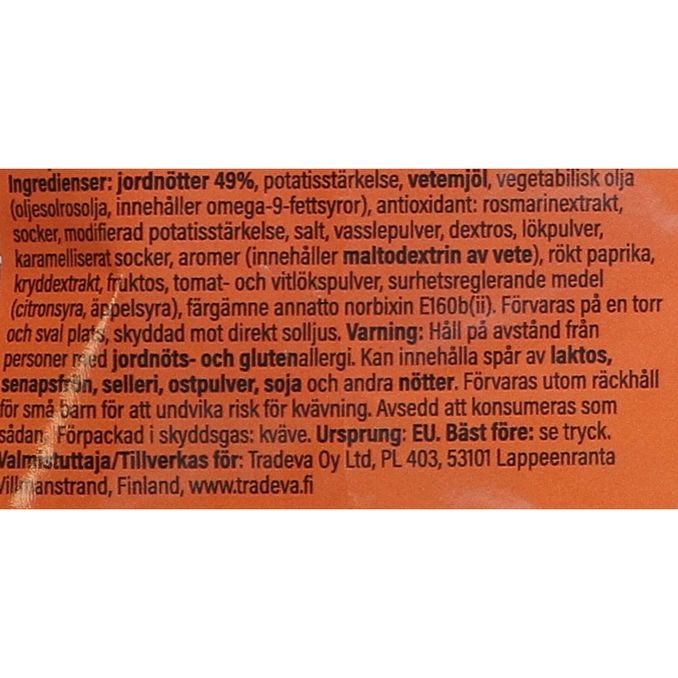 Ingredienser: jordnötter 49%, potatisstärkelse, vetemjöl, vegetabilisk olja
(oljesolrosolja, innehåller omega-9-fettsyror), antioxidant: rosmarinextrakt,
socker, modifierad potatisstärkelse, salt, vasslepulver, dextros, lökpulver,
karamelliserat socker, aromer (innehåller maltodextrin av vete), rökt paprika,
kryddextrakt, fruktos, tomat- och vitlökspulver, surhetsreglerande medel
(citronsyra, äppelsyra), färgämne annatto norbixin E160b(ii). Förvaras på en torr
och sval plats, skyddad mot direkt solljus. Varning: Håll på avstånd från
personer med jordnöts- och glutenallergi. Kan innehålla spår av laktos,
senapsfrön, selleri, ostpulver, soja och andra nötter. Förvaras utom räckhåll
för små barn för att undvika risk för kvävning. Avsedd att konsumeras som
sådan. Förpackad i skyddsgas: kväve. Ursprung: EU. Bäst före: se tryck.
Valmistuttaja/Tillverkas för: Tradeva Oy Ltd, PL 403, 53101 Lappeenranta
Villmanstrand, Finland, www.tradeva.fi